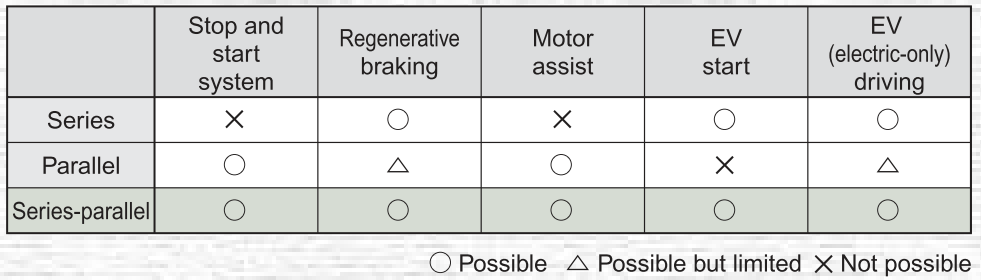 Stop and start system Regenerative braking Motor assist EV start EV (electric-only) driving
Series × ○ × ○ ○
Parallel ○ △ ○ × △
Series-parallel ○ ○ ○ ○ ○
○ Possible △ Possible but limited × Not possible